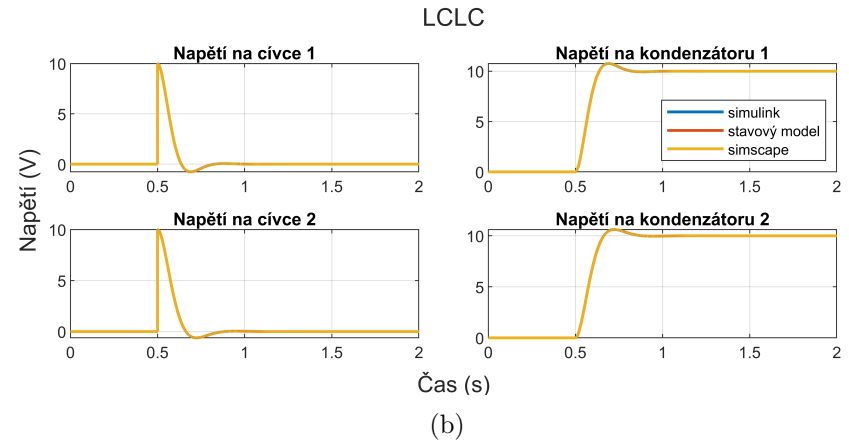 LCLC
Napětí na cívce 1
10
5
0
0 0.5 1 1.5 2
Napětí na kondenzátoru 1
10
5
0
0 0.5 1 1.5 2
simulink
stavový model
simscape
Napětí (V)
Napětí na cívce 2
10
5
0
0 0.5 1 1.5 2
Napětí na kondenzátoru 2
10
5
0
0 0.5 1 1.5 2
Čas (s)
(b)